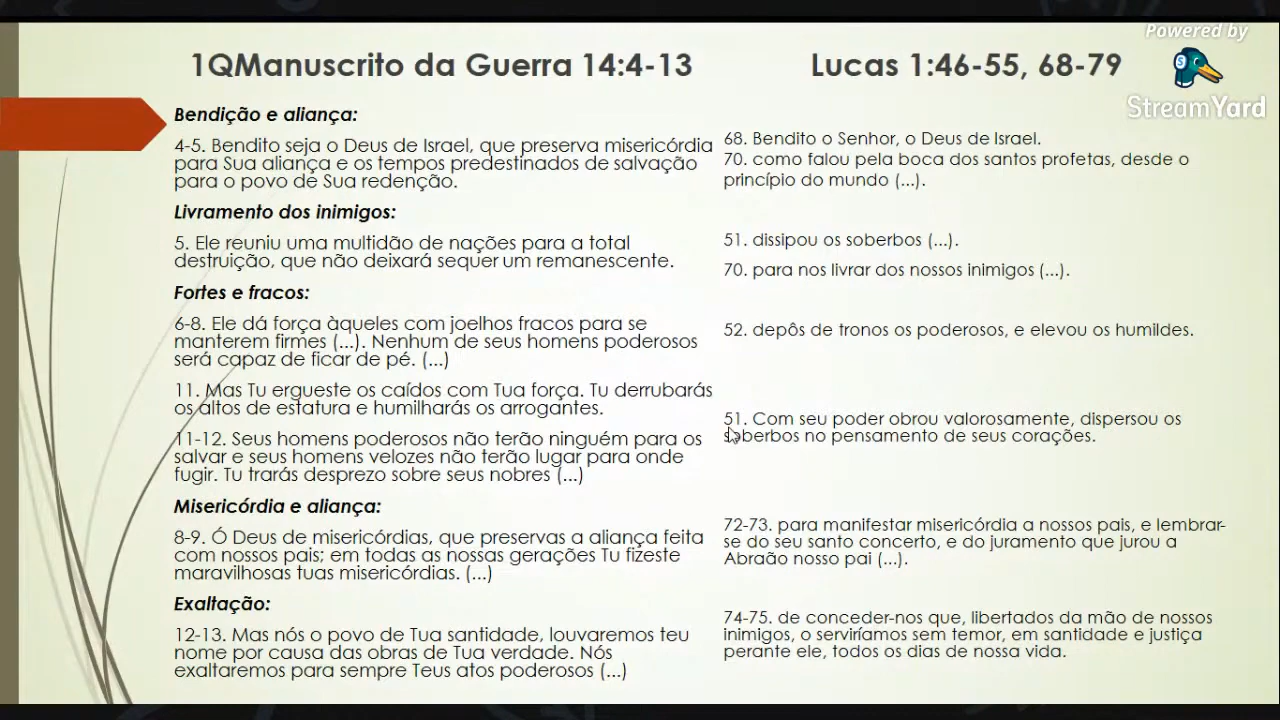 Powered by
StreamYard
1QManuscrito da Guerra 14:4-13
Bendição e aliança:
4-5. Bendito seja o Deus de Israel, que preserva misericórdia
para Sua aliança e os tempos predestinados de salvação
para o povo de Sua redenção.
Livramento dos inimigos:
5. Ele reuniu uma multidão de nações para a total
destruição, que não deixará sequer um remanescente.
Fortes e fracos:
6-8. Ele dá força àqueles com joelhos fracos para se
manterem firmes (...). Nenhum de seus homens poderosos
será capaz de ficar de pé. (...)
11. Mas Tu ergueste os caídos com Tua força. Tu derrubarás
os altos de estatura e humilharás os arrogantes.
11-12. Seus homens poderosos não terão ninguém para os
salvar e seus homens velozes não terão lugar para onde
fugir. Tu trarás desprezo sobre seus nobres (...)
Misericórdia e aliança:
8-9. Ó Deus de misericórdias, que preservas a aliança feita
com nossos pais; em todas as nossas gerações Tu fizeste
maravilhosas tuas misericórdias. (...)
Exaltação:
12-13. Mas nós o povo de Tua santidade, louvaremos teu
nome por causa das obras de Tua verdade. Nós
exaltaremos para sempre Teus atos poderosos (...)
Lucas 1:46-55, 68-79
68. Bendito o Senhor, o Deus de Israel.
70. como falou pela boca dos santos profetas, desde o
princípio do mundo (...).
51. dissipou os soberbos (...).
70. para nos livrar dos nossos inimigos (...).
52. depôs de tronos os poderosos, e elevou os humildes.
51. Com seu poder obrou valorosamente, dispersou os
soberbos no pensamento de seus corações.
72-73. para manifestar misericórdia a nossos pais, e lembrar-
se do seu santo concerto, e do juramento que jurou a
Abraão nosso pai (...).
74-75. de conceder-nos que, libertados da mão de nossos
inimigos, o serviríamos sem temor, em santidade e justiça
perante ele, todos os dias de nossa vida.